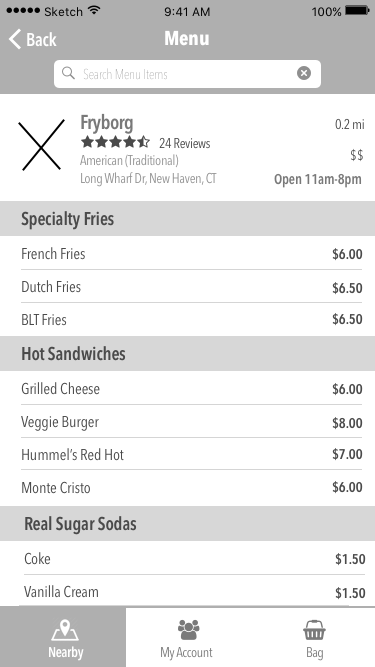 Sketch 9:41 AM 100%
Back Menu
Search Menu Items
Fryborg 0.2 mi
24 Reviews
American (Traditional) $$
Long Wharf Dr, New Haven, CT Open 11am-8pm
Specialty Fries
French Fries $6.00
Dutch Fries $6.50
BLT Fries $6.50
Hot Sandwiches
Grilled Cheese $6.00
Veggie Burger $8.00
Hummel's Red Hot $7.00
Monte Cristo $6.00
Real Sugar Sodas
Coke $1.50
Vanilla Cream $1.50
Nearby My Account Bag